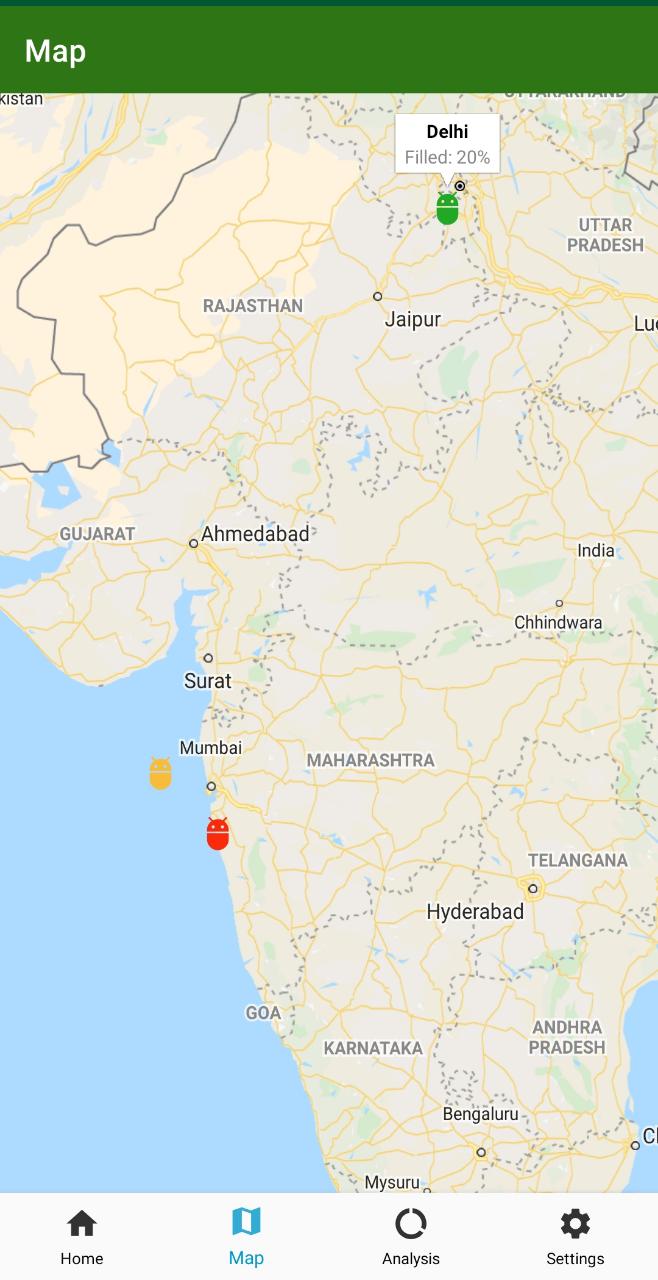 Map
kistan
UTTARAKHAND
Delhi
Filled: 20%
UTTAR
PRADESH
RAJASTHAN
Jaipur
Lu
Ahmedabad
GUJARAT
India
Chhindwara
Surat
Mumbai
MAHARASHTRA
TELANGANA
Hyderabad
GOA
ANDHRA
PRADESH
KARNATAKA
Bengaluru
C
Mysuru
Home
Map
Analysis
Settings